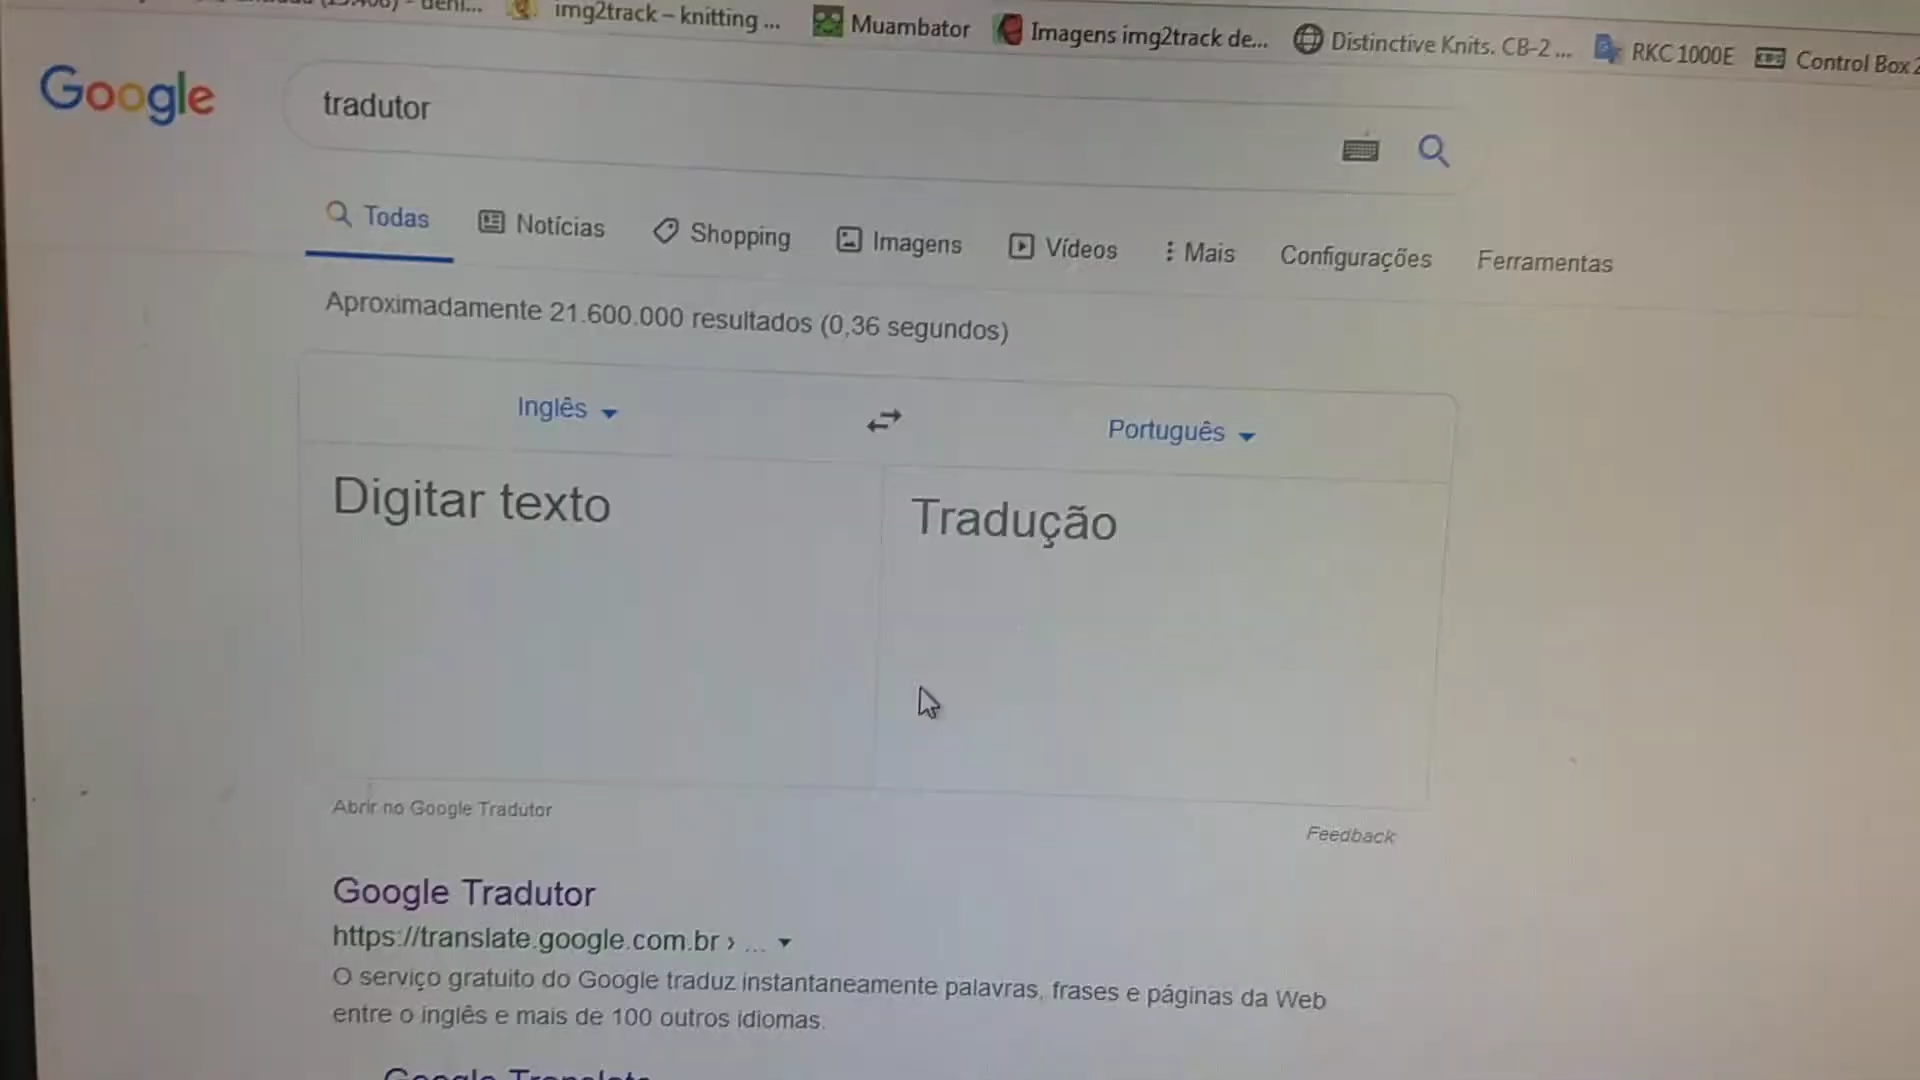 img2track – knitting ...
Muambator
Imagens img2track de...
Distinctive Knits. CB-2 ...
RKC 1000E
Control Box 2
Google
tradutor
Todas
Notícias
Shopping
Imagens
Vídeos
Mais
Configurações
Ferramentas
Aproximadamente 21.600.000 resultados (0,36 segundos)
Inglês
Português
Digitar texto
Tradução
Abrir no Google Tradutor
Feedback
Google Tradutor
https://translate.google.com.br › ...
O serviço gratuito do Google traduz instantaneamente palavras, frases e páginas da Web
entre o inglês e mais de 100 outros idiomas.